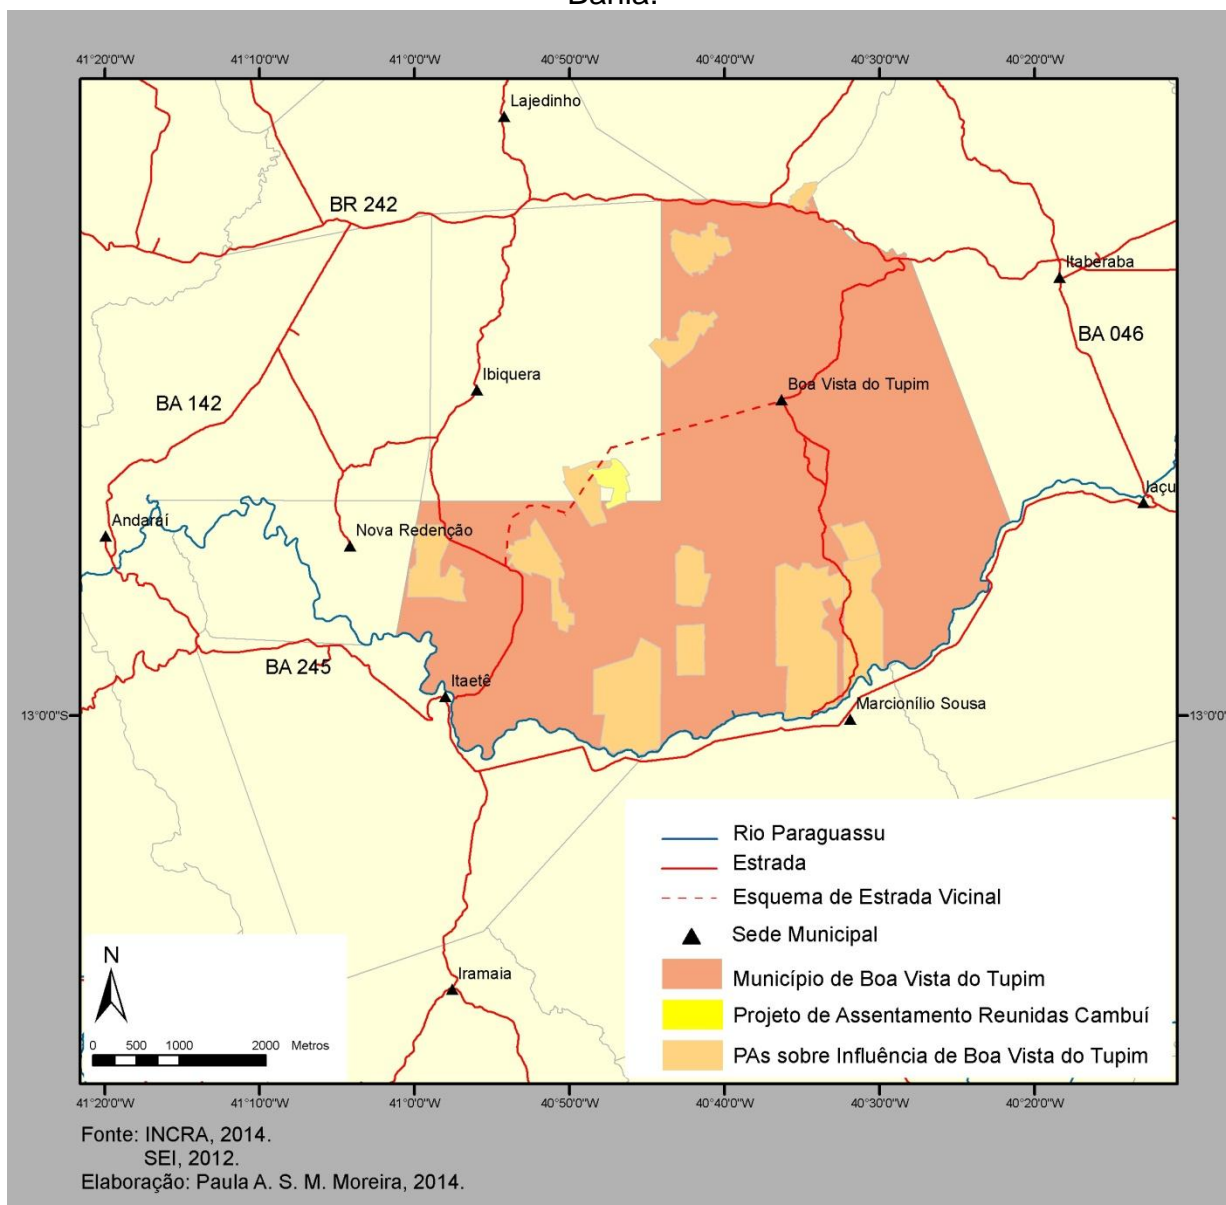 Bahia.
41°20'0"W 41°10'0"W 41°0'0"W 40°50'0"W 40°40'0"W 40°30'0"W 40°20'0"W
Lajedinho
BR 242
Itaberaba
BA 046
Ibiquera
Boa Vista do Tupim
BA 142
Iaçu
Andaraí
Nova Redenção
BA 245
Itaetê
Marcionílio Sousa
13°0'0"S
13°0'0"
Iramaia
N
0 500 1000 2000 Metros
Rio Paraguassu
Estrada
Esquema de Estrada Vicinal
Sede Municipal
Município de Boa Vista do Tupim
Projeto de Assentamento Reunidas Cambuí
PAs sobre Influência de Boa Vista do Tupim
41°20'0"W 41°10'0"W 41°0'0"W 40°50'0"W 40°40'0"W 40°30'0"W 40°20'0"W
Fonte: INCRA, 2014.
SEI, 2012.
Elaboração: Paula A. S. M. Moreira, 2014.